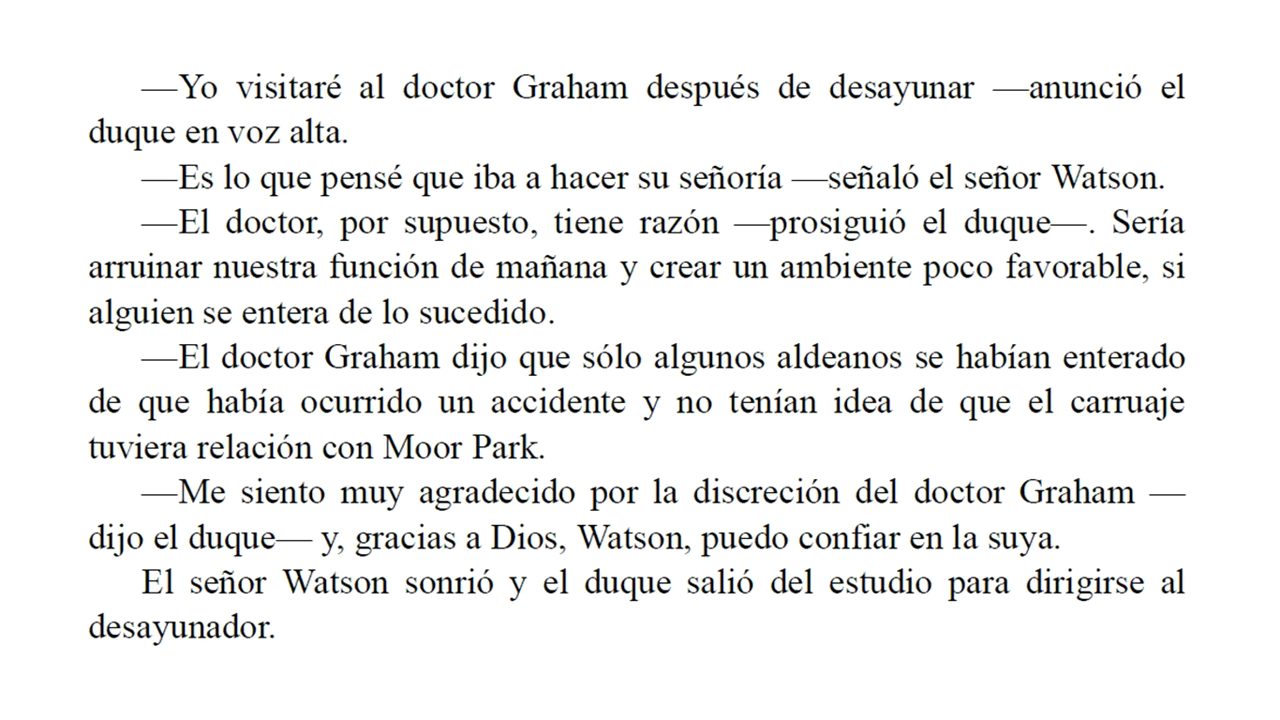 —Yo visitaré al doctor Graham después de desayunar —anunció el
duque en voz alta.
—Es lo que pensé que iba a hacer su señoría —señaló el señor Watson.
—El doctor, por supuesto, tiene razón —prosiguió el duque—. Sería
arruinar nuestra función de mañana y crear un ambiente poco favorable, si
alguien se entera de lo sucedido.
—El doctor Graham dijo que sólo algunos aldeanos se habían enterado
de que había ocurrido un accidente y no tenían idea de que el carruaje
tuviera relación con Moor Park.
—Me siento muy agradecido por la discreción del doctor Graham —
dijo el duque— y, gracias a Dios, Watson, puedo confiar en la suya.
El señor Watson sonrió y el duque salió del estudio para dirigirse al
desayunador.